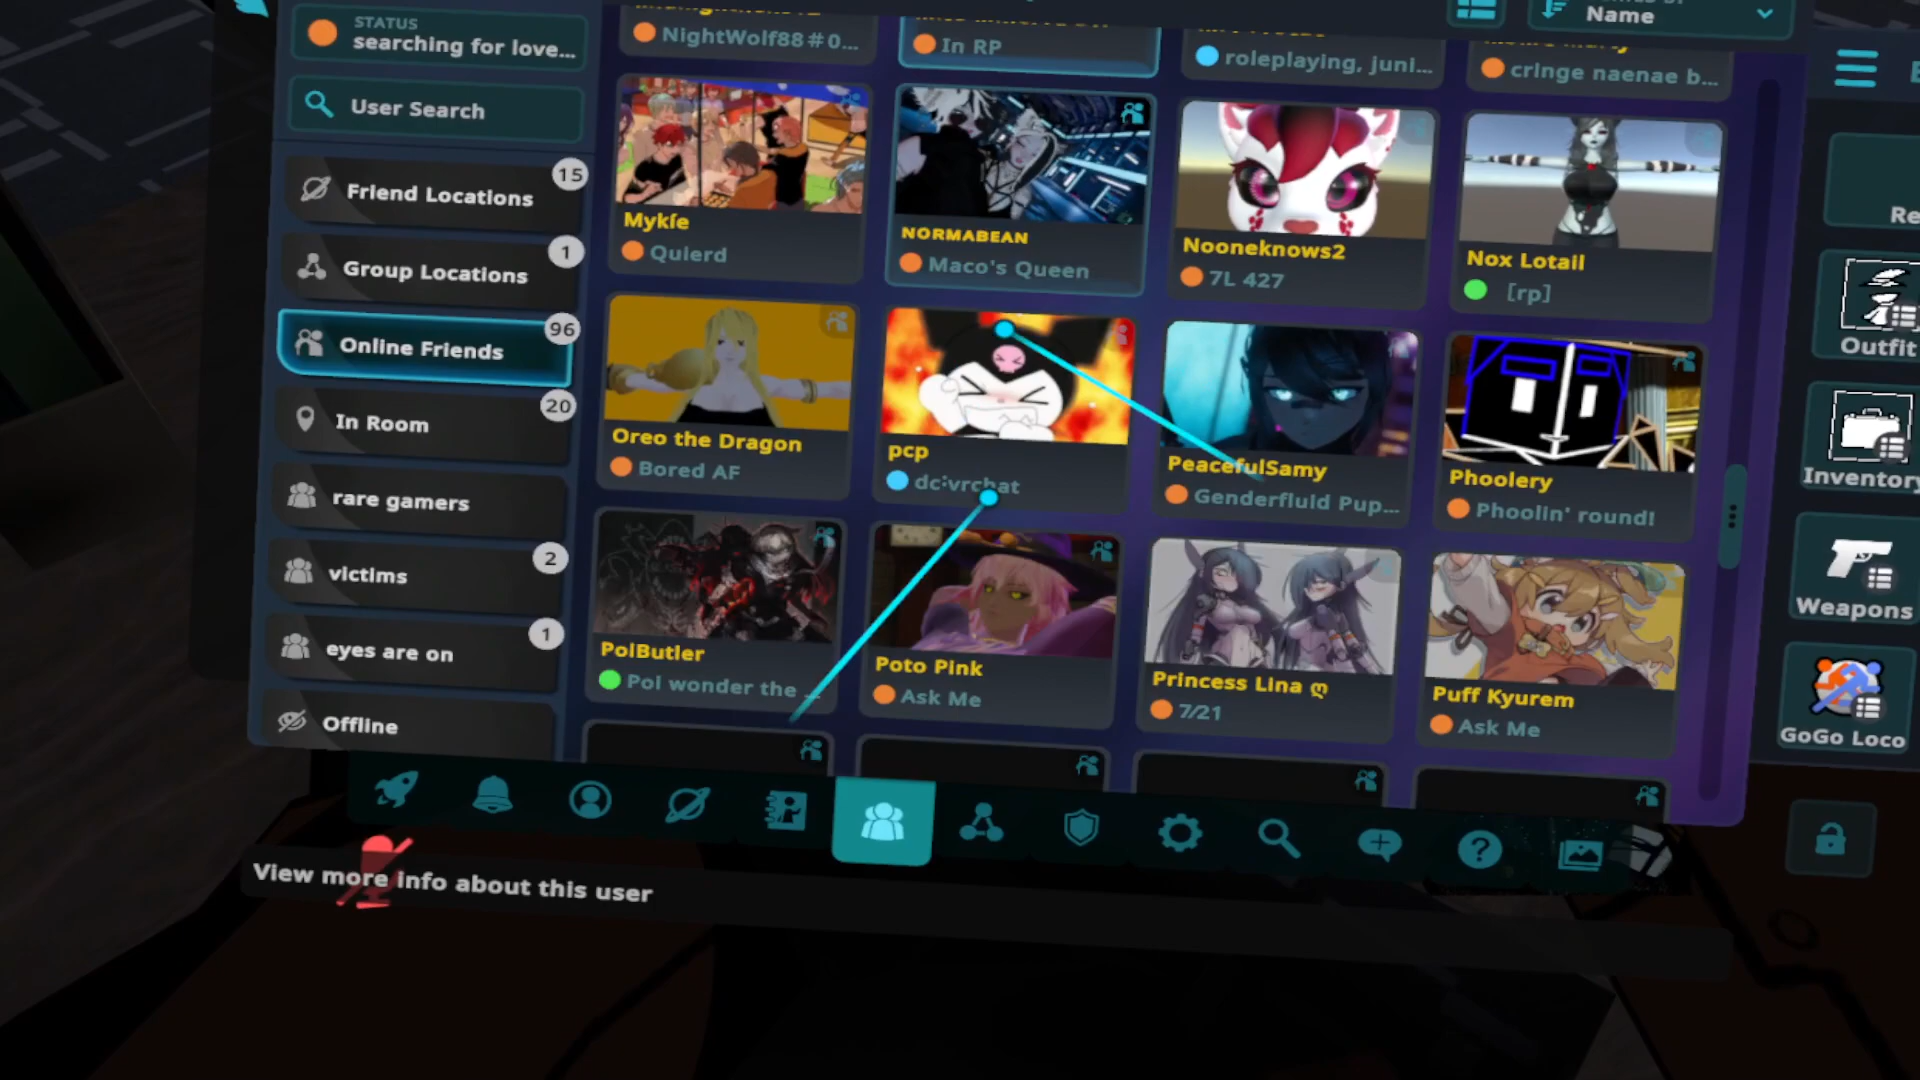 STATUS
searching for love...
User Search
Friend Locations
15
Group Locations
1
Online Friends
96
In Room
20
rare gamers
victims
2
eyes are on
1
Offline
Name
NightWolf88#0...
In RP
roleplaying, juni...
cringe naenae b...
Mykie
Quierd
NORMABEAN
Maco's Queen
Nooneknows2
7L 427
Nox Lotail
[rp]
Oreo the Dragon
Bored AF
pcp
dc:vrchat
PeacefulSamy
Genderfluid Pup...
Phoolery
Phoolin' round!
PolButler
Pol wonder the ...
Poto Pink
Ask Me
Princess Lina ღ
7/21
Puff Kyurem
Ask Me
Re
Outfit
Inventory
Weapons
GoGo Loco
View more info about this user